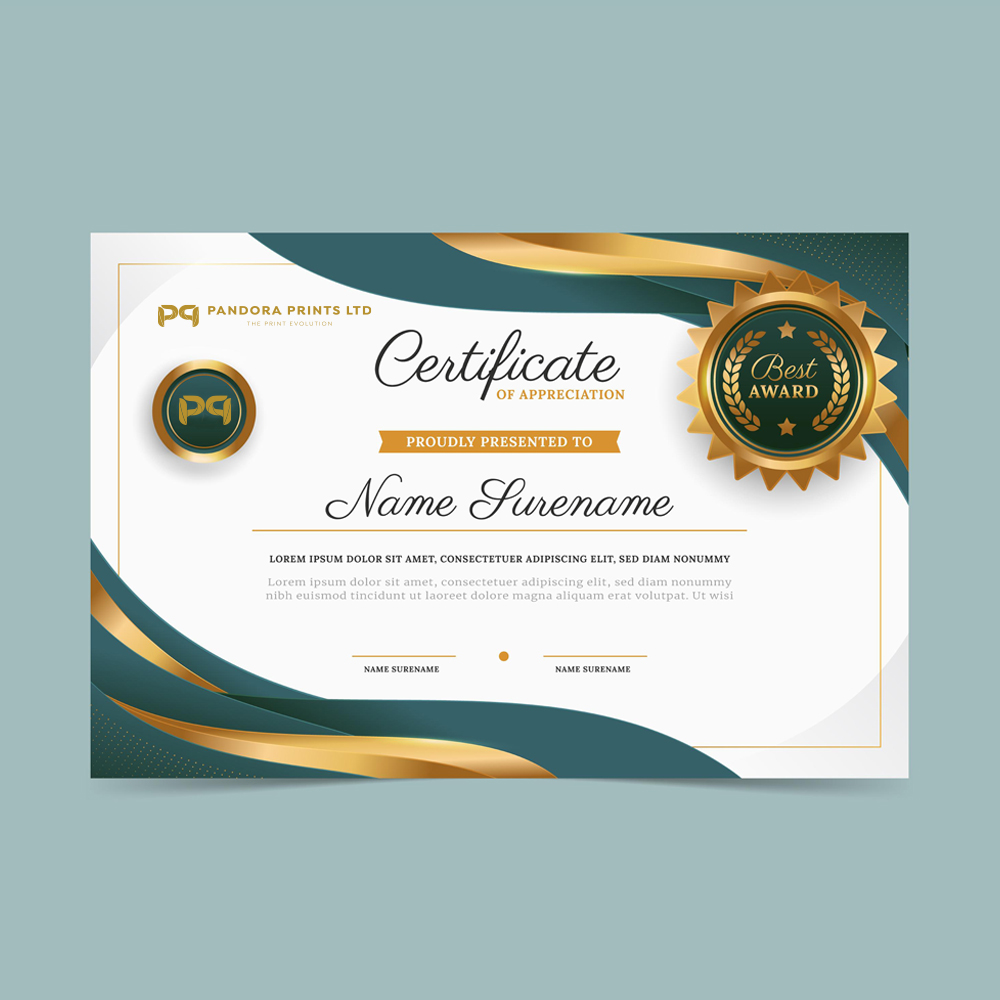 PQ PANDORA PRINTS LTD
THE PRINT EVOLUTION
PQ
Certificate
OF APPRECIATION
Best
AWARD
PROUDLY PRESENTED TO
Name Surename
LOREM IPSUM DOLOR SIT AMET, CONSECTETUER ADIPISCING ELIT, SED DIAM NONUMMY
Lorem ipsum dolor sit amet, consectetuer adipiscing elit, sed diam nonummy
nibh euismod tincidunt ut laoreet dolore magna aliquam erat volutpat. Ut wisi
NAME SURENAME
NAME SURENAME